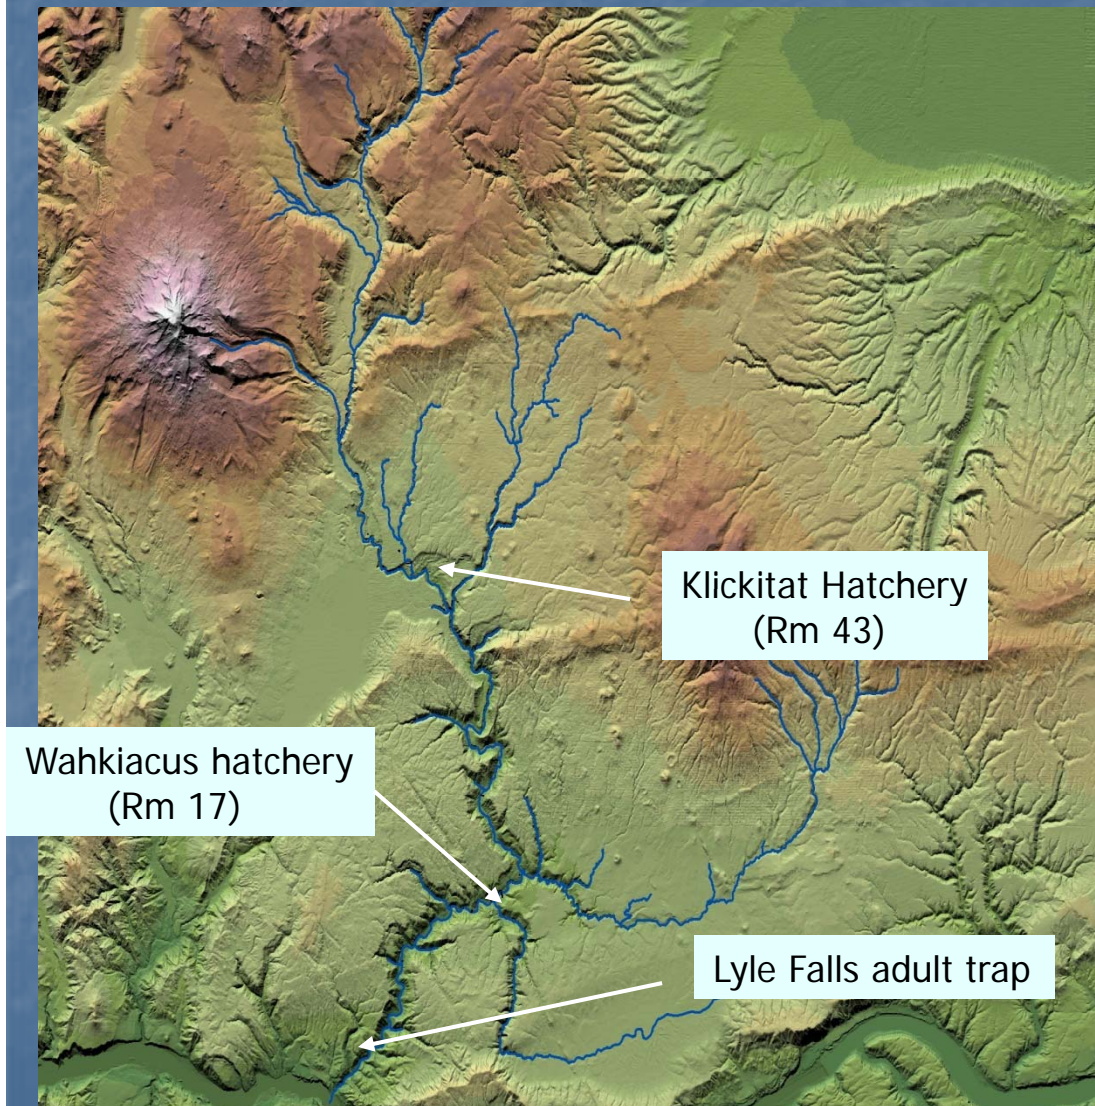 Klickitat Hatchery
(Rm 43)
Wahkiacus hatchery
(Rm 17)
Lyle Falls adult trap